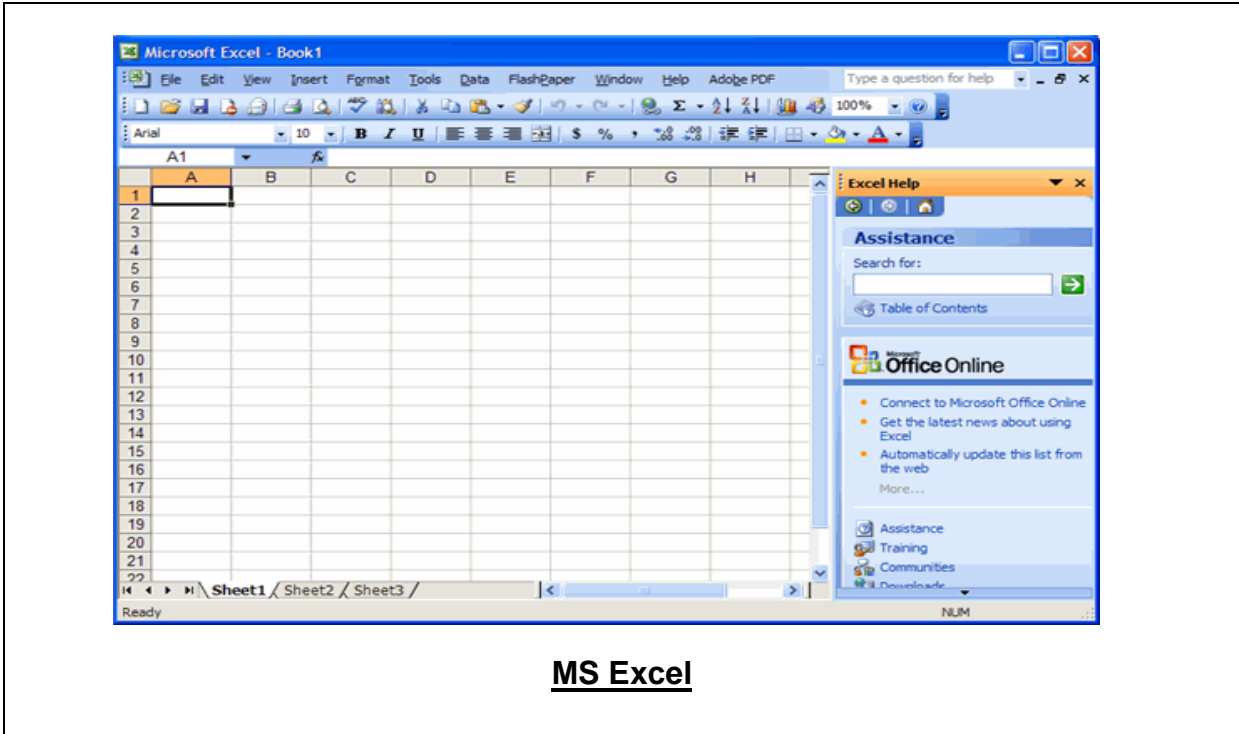 Microsoft Excel - Book1
File Edit View Insert Format Tools Data FlashPaper Window Help Adobe PDF Type a question for help
Σ 100%
Arial 10 B I U $ % , A
A1 fx
A B C D E F G H
1
2
3
4
5
6
7
8
9
10
11
12
13
14
15
16
17
18
19
20
21
22
Sheet1 Sheet2 Sheet3
Ready NUM
Excel Help
Assistance
Search for:
Table of Contents
Microsoft
Office Online
Connect to Microsoft Office Online
Get the latest news about using
Excel
Automatically update this list from
the web
More...
Assistance
Training
Communities
Downloads
MS Excel